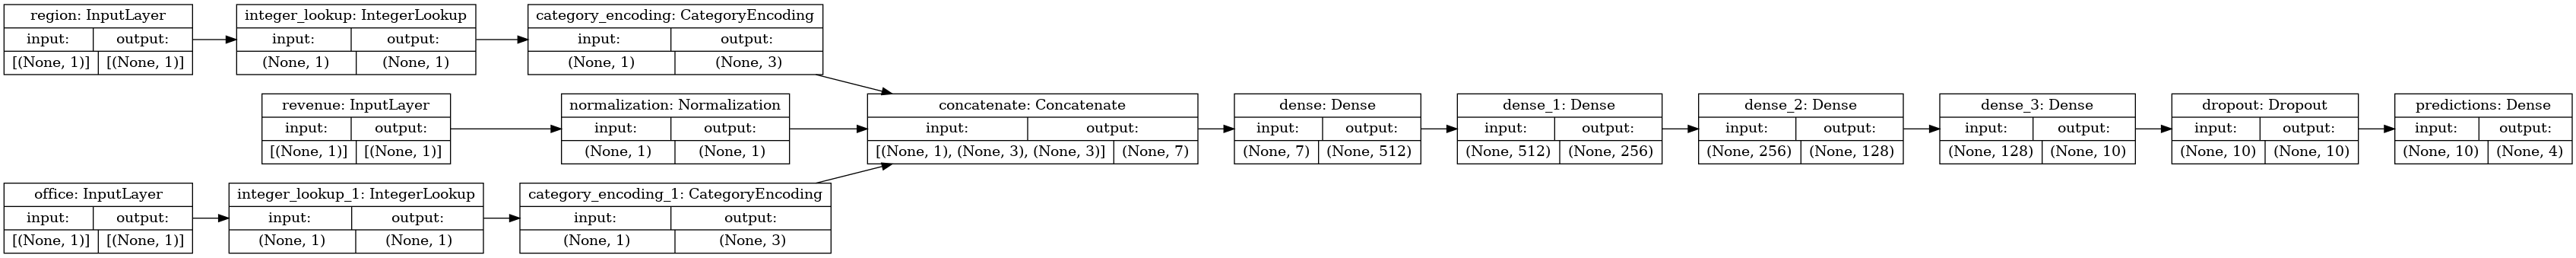 region: InputLayer
input: output:
[(None, 1)] [(None, 1)]
integer_lookup: IntegerLookup
input: output:
(None, 1) (None, 1)
category_encoding: CategoryEncoding
input: output:
(None, 1) (None, 3)
revenue: InputLayer
input: output:
[(None, 1)] [(None, 1)]
normalization: Normalization
input: output:
(None, 1) (None, 1)
office: InputLayer
input: output:
[(None, 1)] [(None, 1)]
integer_lookup_1: IntegerLookup
input: output:
(None, 1) (None, 1)
category_encoding_1: CategoryEncoding
input: output:
(None, 1) (None, 3)
concatenate: Concatenate
input: output:
[(None, 1), (None, 3), (None, 3)] (None, 7)
dense: Dense
input: output:
(None, 7) (None, 512)
dense_1: Dense
input: output:
(None, 512) (None, 256)
dense_2: Dense
input: output:
(None, 256) (None, 128)
dense_3: Dense
input: output:
(None, 128) (None, 10)
dropout: Dropout
input: output:
(None, 10) (None, 10)
predictions: Dense
input: output:
(None, 10) (None, 4)